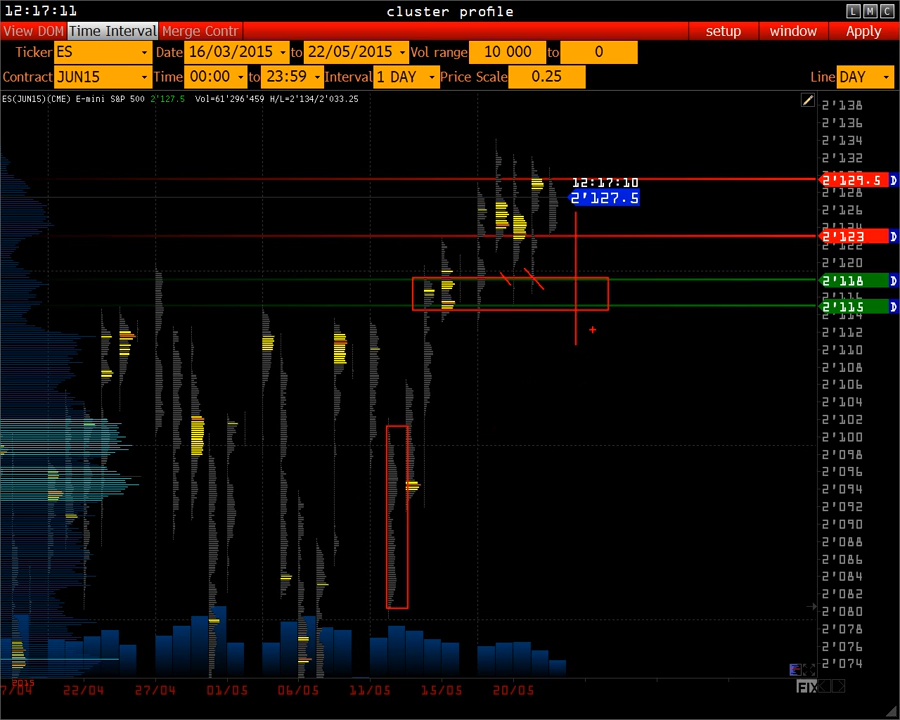 12:17:11 cluster profile L M C
View DOM Time Interval Merge Contr setup window Apply
Ticker ES Date 16/03/2015 to 22/05/2015 Vol range 10 000 to 0
Contract JUN15 Time 00:00 to 23:59 Interval 1 DAY Price Scale 0.25 Line DAY
ES(JUN15)(CME) E-mini S&P 500 2'127.5 Vol=61'296'459 H/L=2'134/2'033.25
2'138
2'136
2'134
2'132
2'129.5 D
12:17:10
2'128
2'127.5
2'126
2'123 D
2'122
2'120
2'118 D
2'115 D
2'114
2'112
2'110
2'108
2'106
2'104
2'102
2'100
2'098
2'096
2'094
2'092
2'090
2'088
2'086
2'084
2'082
2'080
2'078
2'076
2'074
2015
7/04 22/04 27/04 01/05 06/05 11/05 15/05 20/05
FIX